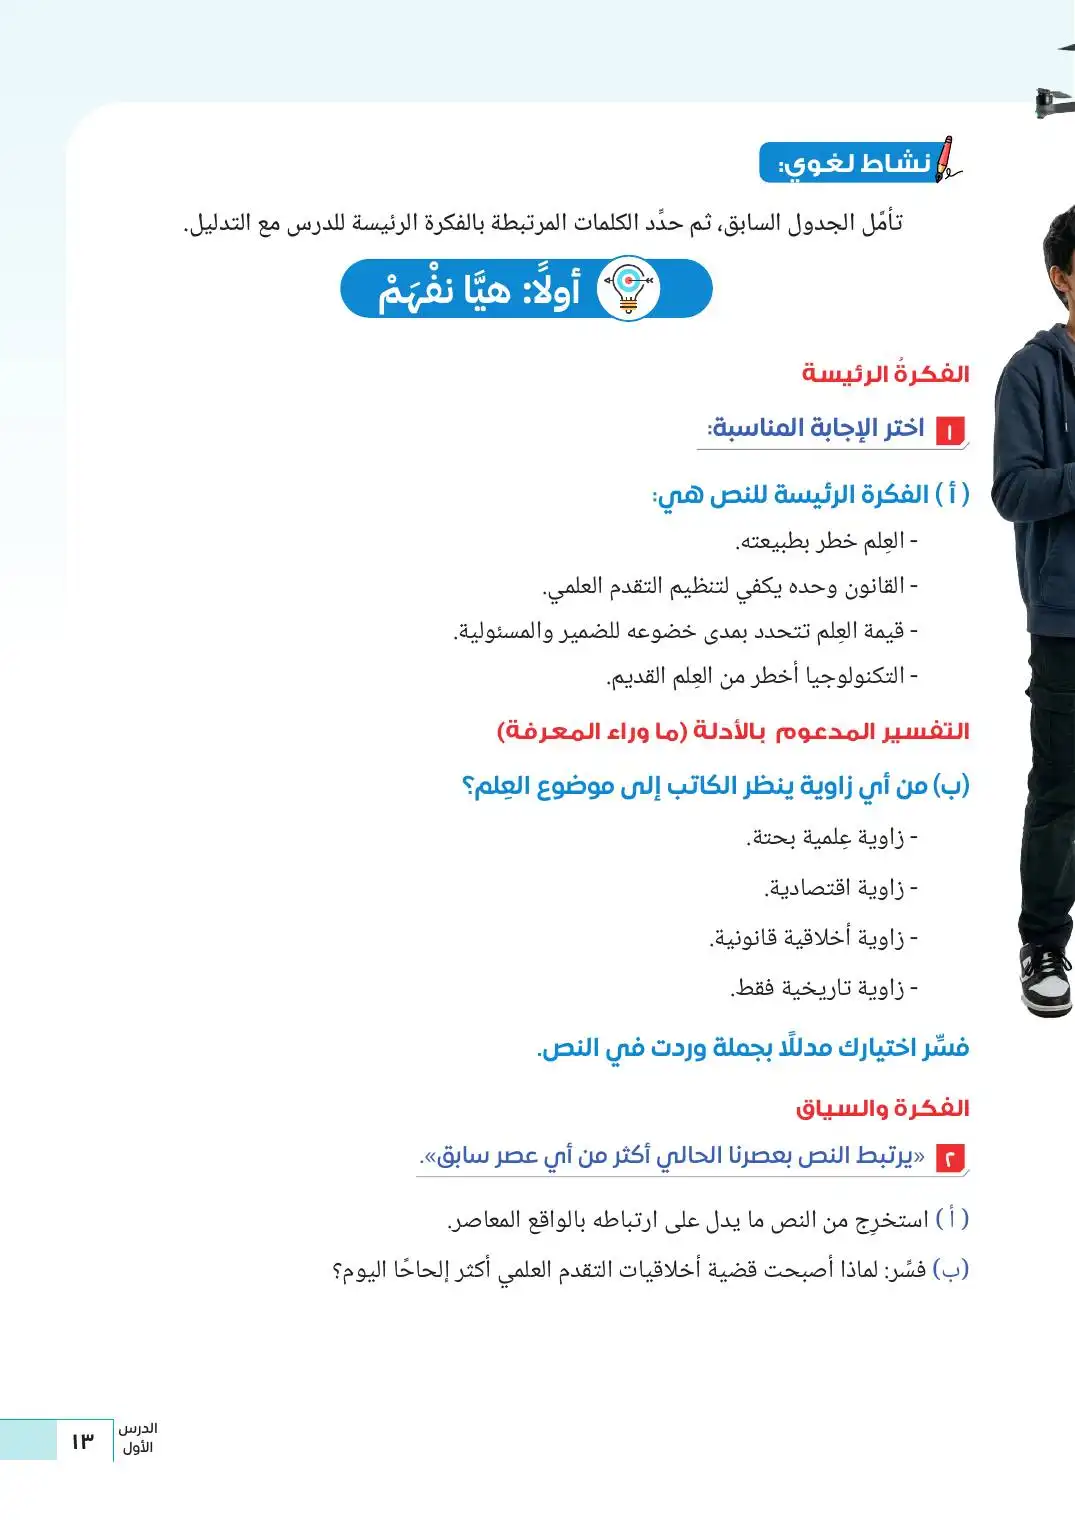 نشاط لغوي:
تأمَّل الجدول السابق، ثم حدِّد الكلمات المرتبطة بالفكرة الرئيسة للدرس مع التدليل.
أولًا: هيَّا نفْهَمْ
الفكرةُ الرئيسة
١ اختر الإجابة المناسبة:
( أ ) الفكرة الرئيسة للنص هي:
- العِلم خطر بطبيعته.
- القانون وحده يكفي لتنظيم التقدم العلمي.
- قيمة العِلم تتحدد بمدى خضوعه للضمير والمسئولية.
- التكنولوجيا أخطر من العِلم القديم.
التفسير المدعوم بالأدلة (ما وراء المعرفة)
(ب) من أي زاوية ينظر الكاتب إلى موضوع العِلم؟
- زاوية عِلمية بحتة.
- زاوية اقتصادية.
- زاوية أخلاقية قانونية.
- زاوية تاريخية فقط.
فسِّر اختيارك مدللًا بجملة وردت في النص.
الفكرة والسياق
٢ «يرتبط النص بعصرنا الحالي أكثر من أي عصر سابق».
( أ ) استخرِج من النص ما يدل على ارتباطه بالواقع المعاصر.
(ب) فسِّر: لماذا أصبحت قضية أخلاقيات التقدم العلمي أكثر إلحاحًا اليوم؟
الدرس
الأول
١٣